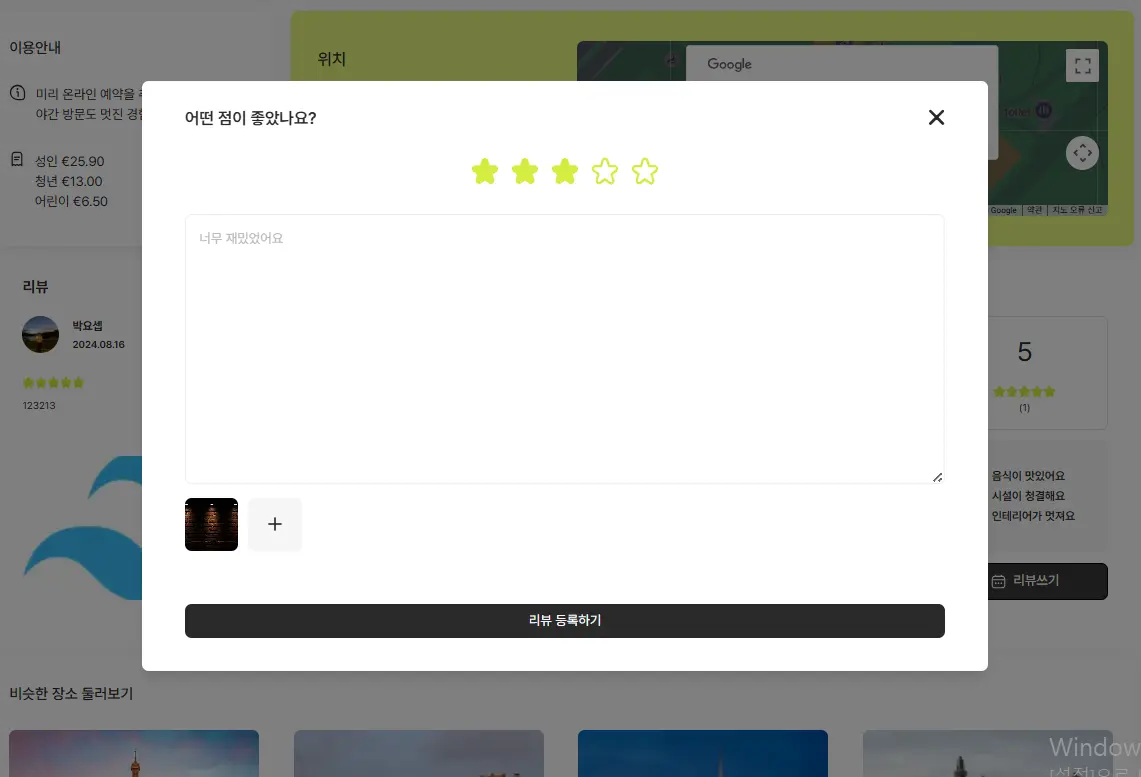 이용안내
위치
Google
미리 온라인 예약을
야간 방문도 멋진
어떤 점이 좋았나요?
Toilet
성인 €25.90
청년 €13.00
어린이 €6.50
Google
약관
지도 오류 신고
너무 재밌었어요
리뷰
박요셉
2024.08.16
123213
5
(1)
음식이 맛있어요
시설이 청결해요
인테리어가 멋져요
리뷰쓰기
리뷰 등록하기
비슷한 장소 둘러보기
Window
[설정]으로